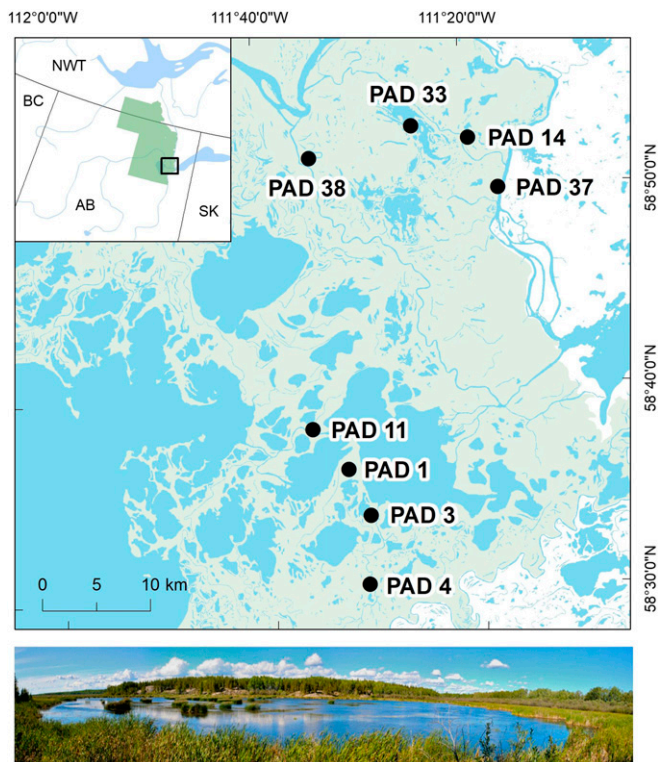 112°0'0"W
111°40'0"W
111°20'0"W
NWT
BC
AB
SK
PAD 33
PAD 14
PAD 38
PAD 37
58°50'0"N
58°40'0"N
PAD 11
PAD 1
PAD 3
PAD 4
58°30'0"N
0 5 10 km